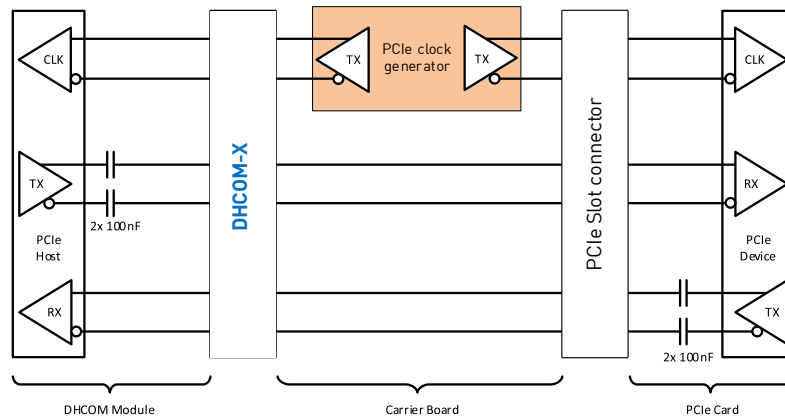 CLK
TX
PCIe clock
generator
TX
CLK
TX
2x 100nF
PCIe
Host
RX
DHCOM-X
PCIe Slot connector
RX
PCIe
Device
TX
2x 100nF
DHCOM Module
Carrier Board
PCIe Card